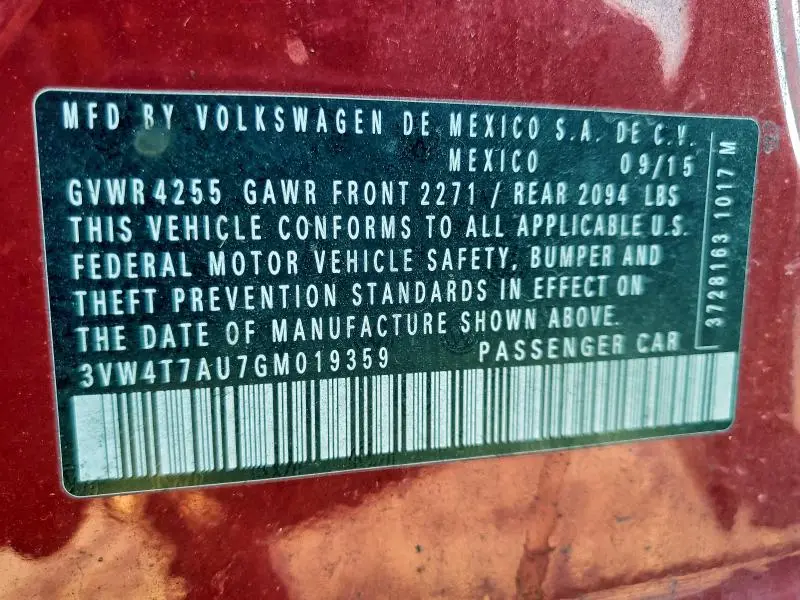 MFD BY VOLKSWAGEN DE MEXICO S.A. DE C.V.
MEXICO 09/15
GVWR 4255 GAWR FRONT 2271 / REAR 2094 LBS
THIS VEHICLE CONFORMS TO ALL APPLICABLE U.S.
FEDERAL MOTOR VEHICLE SAFETY, BUMPER AND
THEFT PREVENTION STANDARDS IN EFFECT ON
THE DATE OF MANUFACTURE SHOWN ABOVE.
3VW4T7AU7GM019359 PASSENGER CAR
3728163 1017 M